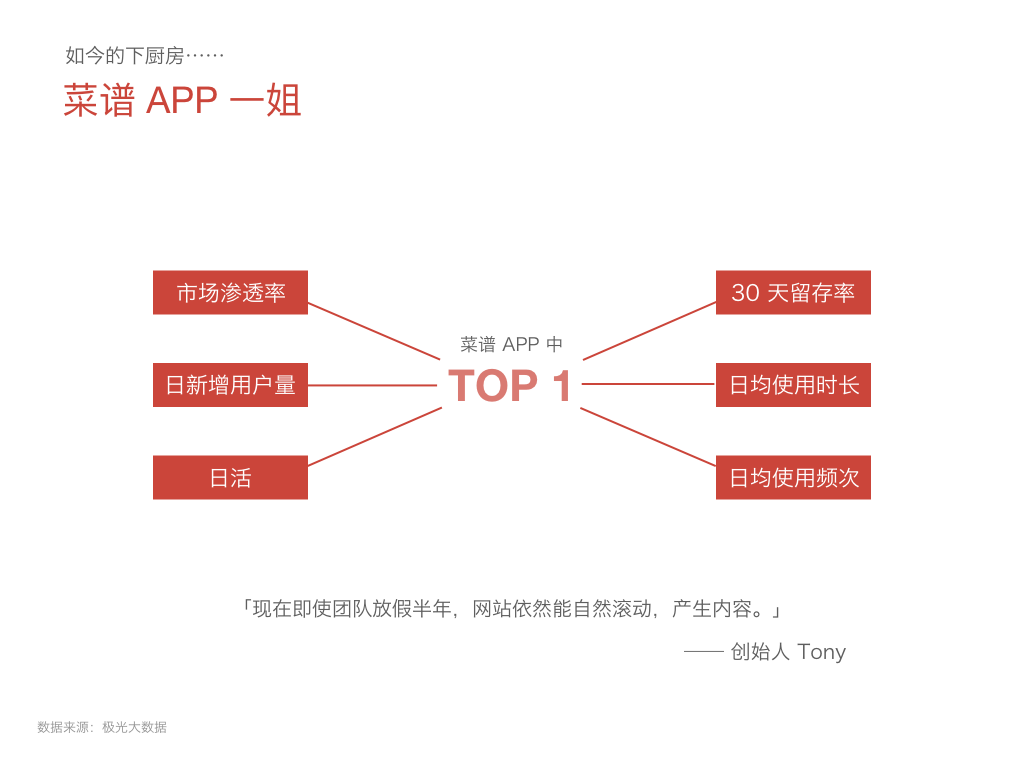 如今的下厨房……
菜谱 APP 一姐
市场渗透率
日新增用户量
日活
菜谱 APP 中
TOP 1
30 天留存率
日均使用时长
日均使用频次
「现在即使团队放假半年，网站依然能自然滚动，产生内容。」
—— 创始人 Tony
数据来源：极光大数据